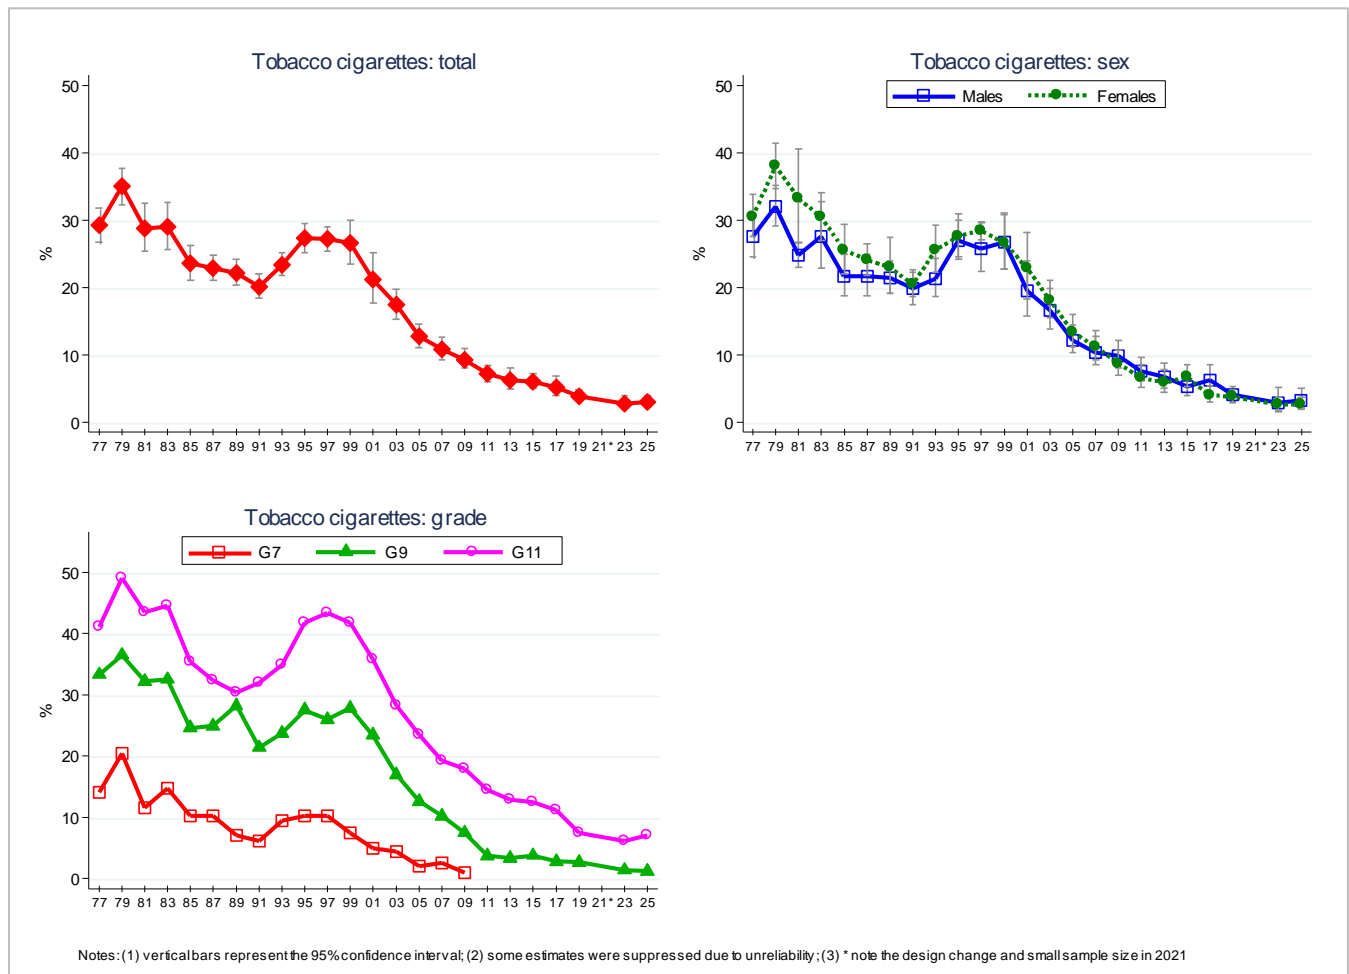 Tobacco cigarettes: total
50
40
30
20
10
0
%
77 79 81 83 85 87 89 91 93 95 97 99 01 03 05 07 09 11 13 15 17 19 21* 23 25
Tobacco cigarettes: sex
Males Females
50
40
30
20
10
0
%
77 79 81 83 85 87 89 91 93 95 97 99 01 03 05 07 09 11 13 15 17 19 21* 23 25
Tobacco cigarettes: grade
G7 G9 G11
50
40
30
20
10
0
%
77 79 81 83 85 87 89 91 93 95 97 99 01 03 05 07 09 11 13 15 17 19 21* 23 25
Notes: (1) vertical bars represent the 95% confidence interval; (2) some estimates were suppressed due to unreliability; (3) * note the design change and small sample size in 2021